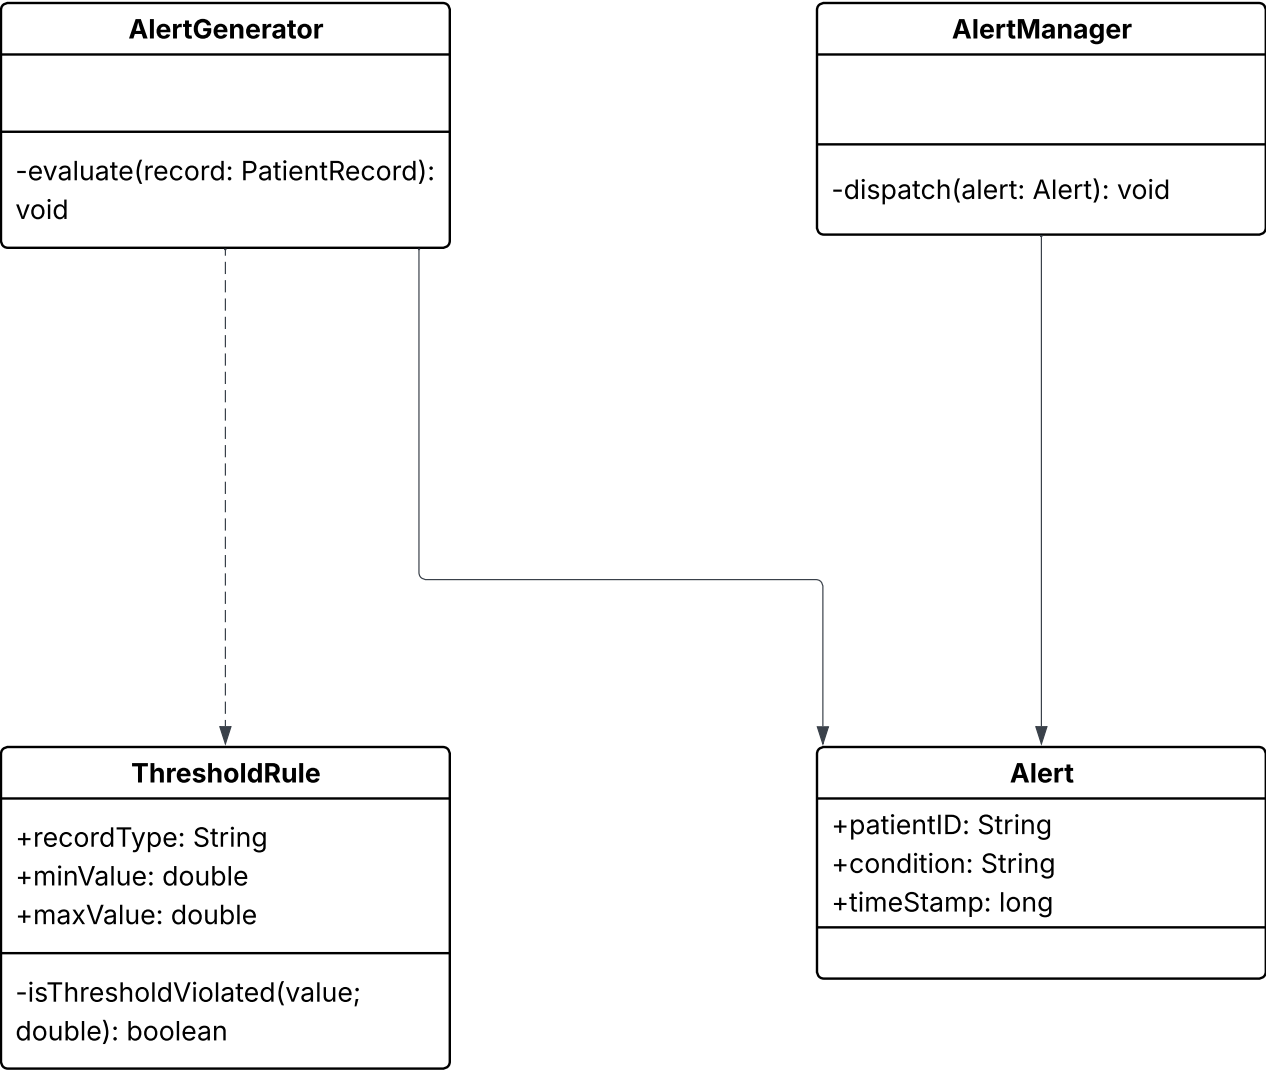 AlertGenerator
-evaluate(record: PatientRecord):
void
AlertManager
-dispatch(alert: Alert): void
ThresholdRule
+recordType: String
+minValue: double
+maxValue: double
-isThresholdViolated(value;
double): boolean
Alert
+patientID: String
+condition: String
+timeStamp: long